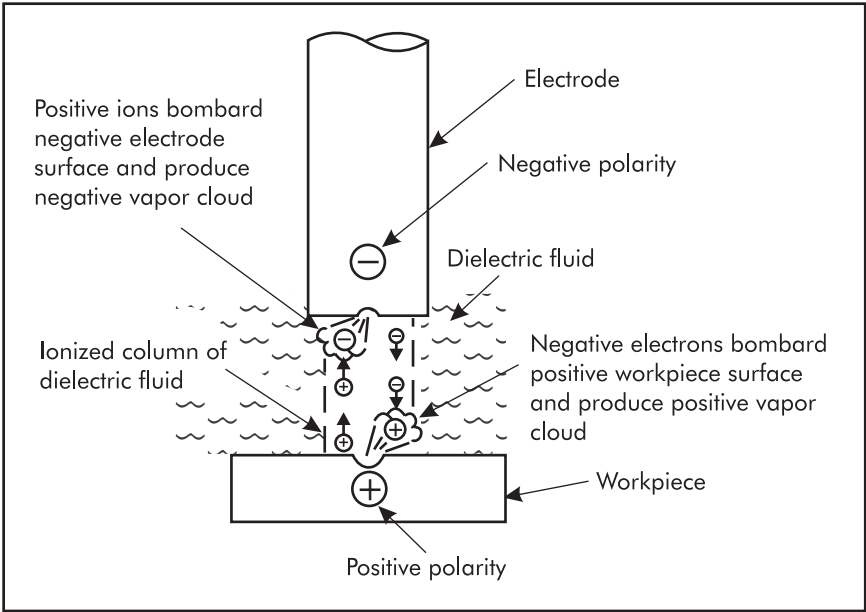 Electrode
Positive ions bombard
negative electrode
surface and produce
negative vapor cloud
Negative polarity
Dielectric fluid
Ionized column of
dielectric fluid
Negative electrons bombard
positive workpiece surface
and produce positive vapor
cloud
Workpiece
Positive polarity